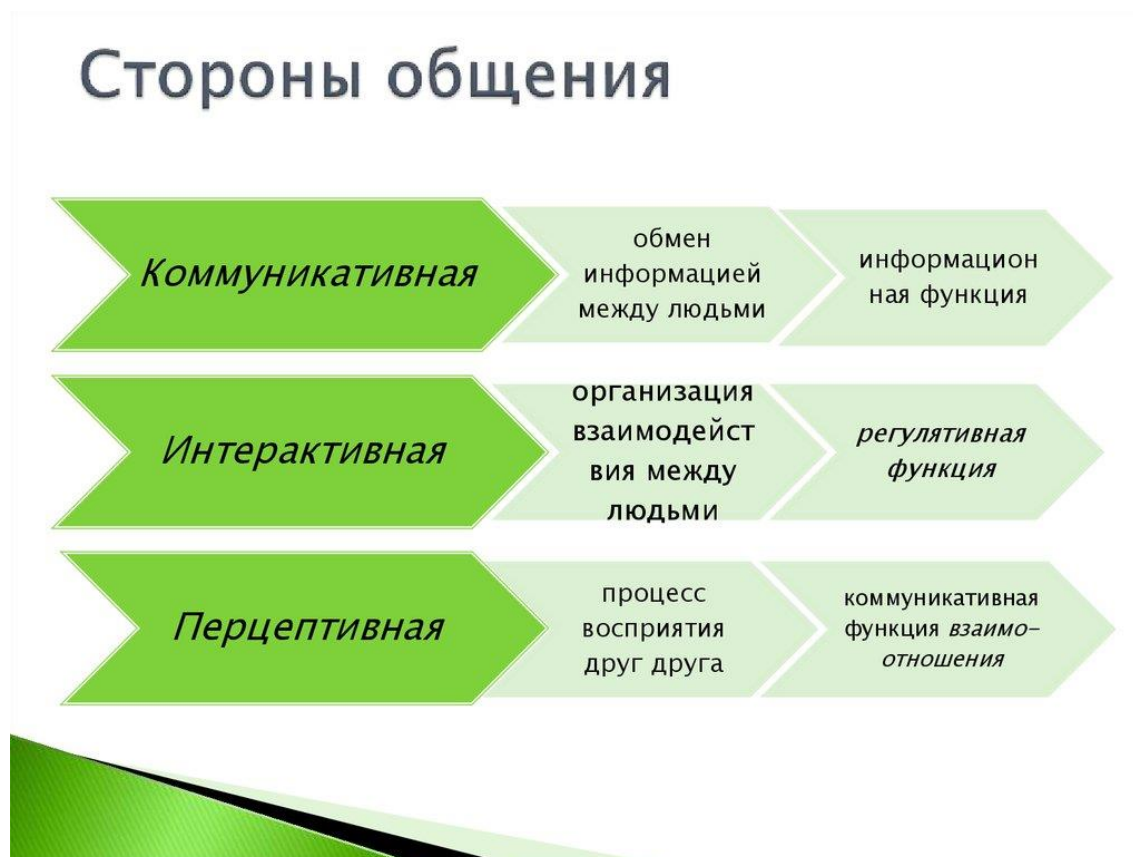 Стороны общения
Коммуникативная
обмен
информацией
между людьми
информацион
ная функция
Интерактивная
организация
взаимодейст
вия между
людьми
регулятивная
функция
Перцептивная
процесс
восприятия
друг друга
коммуникативная
функция взаимо-
отношения